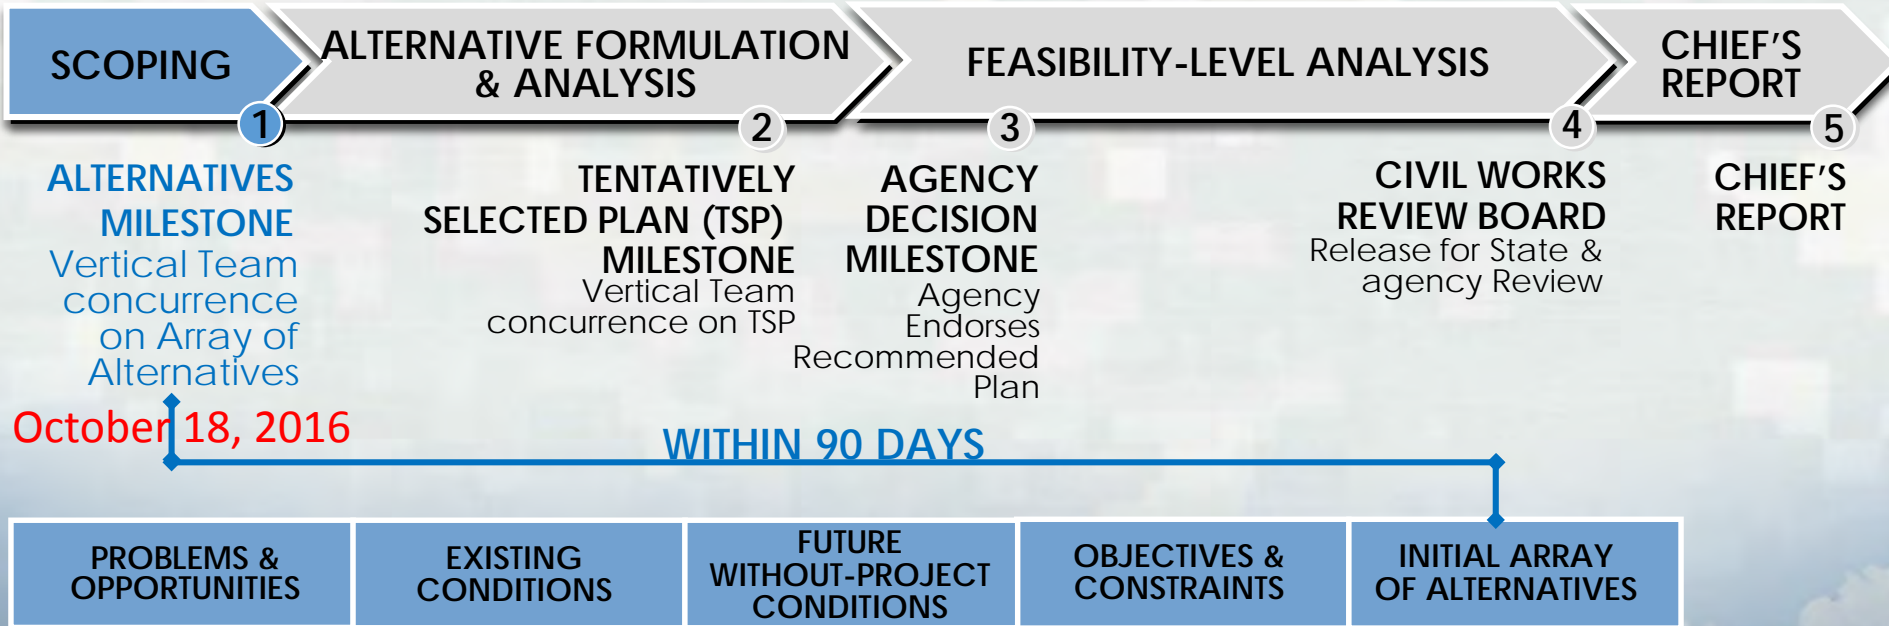 SCOPING
ALTERNATIVE FORMULATION
& ANALYSIS
FEASIBILITY-LEVEL ANALYSIS
CHIEF'S
REPORT
1
2
3
4
5
ALTERNATIVES
MILESTONE
Vertical Team
concurrence
on Array of
Alternatives
October 18, 2016
TENTATIVELY
SELECTED PLAN (TSP)
MILESTONE
Vertical Team
concurrence on TSP
AGENCY
DECISION
MILESTONE
Agency
Endorses
Recommended
Plan
CIVIL WORKS
REVIEW BOARD
Release for State &
agency Review
CHIEF'S
REPORT
WITHIN 90 DAYS
PROBLEMS &
OPPORTUNITIES
EXISTING
CONDITIONS
FUTURE
WITHOUT-PROJECT
CONDITIONS
OBJECTIVES &
CONSTRAINTS
INITIAL ARRAY
OF ALTERNATIVES